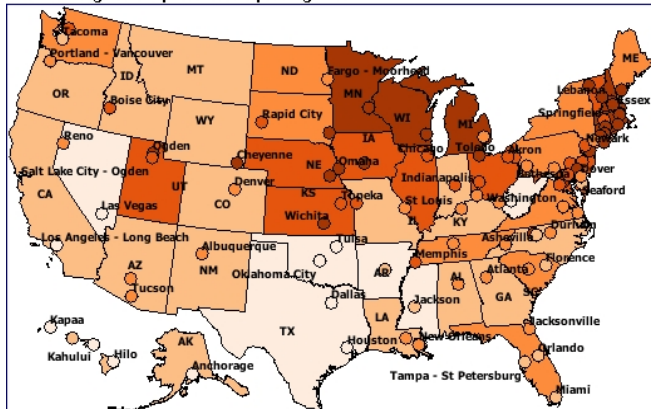 Tacoma
Portland - Vancouver
OR
ID
Boise City
MT
ND
Fargo - Moorhead
MN
WI
MI
ME
Lebanon
Essex
Springfield
Newark
WY
Rapid City
IA
Chicago
Toledo
Akron
Dover
Bethesda
Seaford
Reno
Ogden
Salt Lake City - Ogden
UT
Cheyenne
NE
Omaha
Indianapolis
Washington
CA
Las Vegas
Denver
CO
KS
Topeka
Wichita
St Louis
IL
KY
Durham
Los Angeles - Long Beach
Albuquerque
Tulsa
Memphis
Asheville
AZ
Tucson
NM
Oklahoma City
AR
AL
Atlanta
Florence
SC
GA
Dallas
Jackson
TX
LA
Houston
New Orleans
Jacksonville
Kapaa
Kahului
Hilo
AK
Anchorage
Orlando
Tampa - St Petersburg
Miami